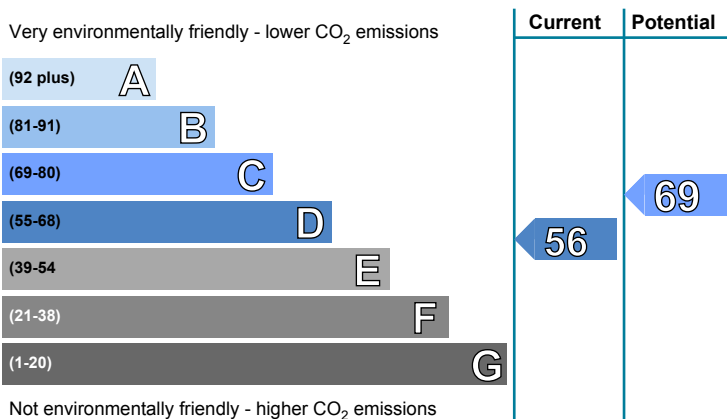 Very environmentally friendly - lower CO2 emissions
Current
Potential
(92 plus) A
(81-91) B
(69-80) C
(55-68) D
(39-54 E
(21-38) F
(1-20) G
56
69
Not environmentally friendly - higher CO2 emissions